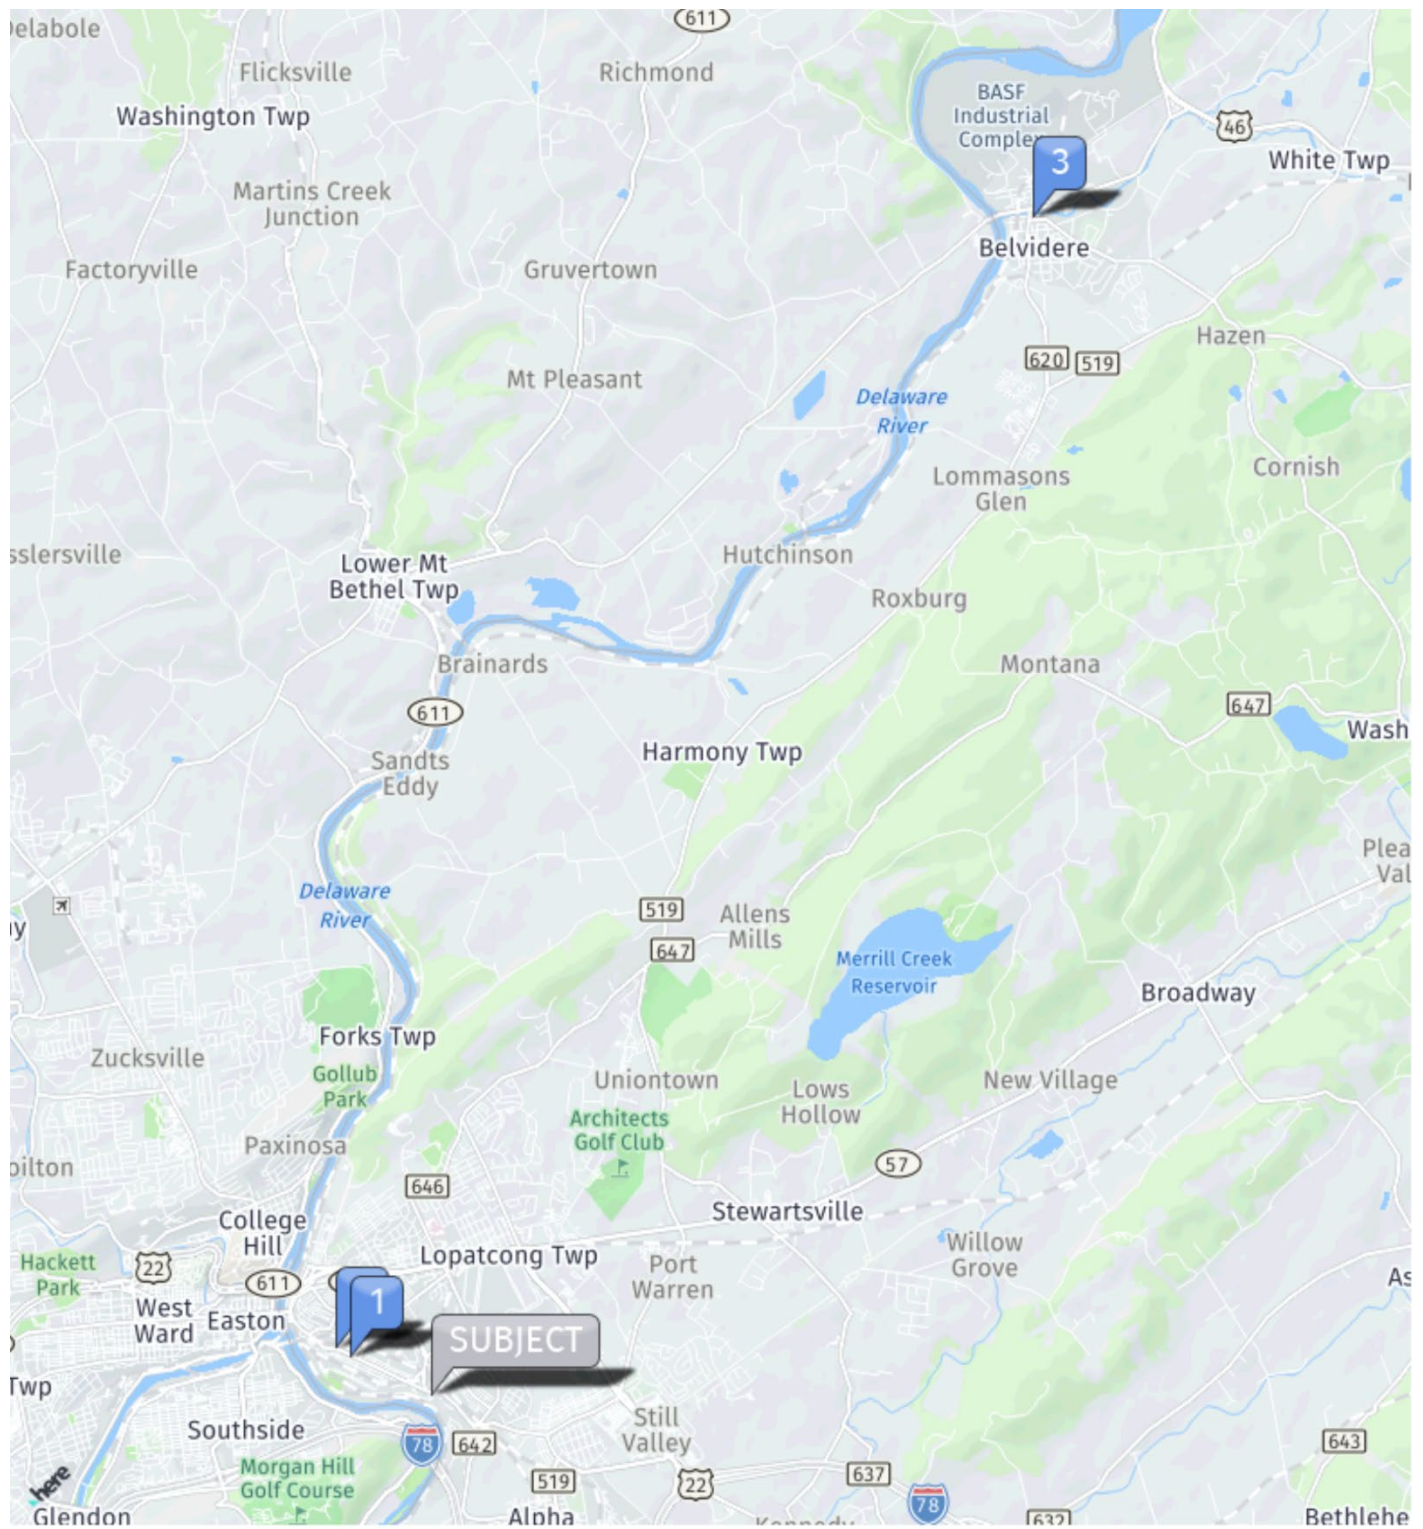 611
elabole
Flicksville
Richmond
BASF
Industrial
Complex
Washington Twp
46
3
White Twp
Martins Creek
Junction
Belvidere
Factoryville
Gruvertown
Hazen
620
519
Mt Pleasant
Delaware
River
Lommasons
Glen
Cornish
sslersville
Hutchinson
Lower Mt
Bethel Twp
Roxburg
Brainards
Montana
611
647
Wash
Sandts
Eddy
Harmony Twp
Plea
Val
Delaware
River
519
Allens
Mills
y
647
Merrill Creek
Reservoir
Broadway
Forks Twp
Zucksville
Gollub
Park
Uniontown
Lows
Hollow
New Village
Architects
Golf Club
Paxinosa
oilton
57
646
College
Hill
Stewartsville
Lopatcong Twp
Willow
Grove
Hackett
Park
22
611
Port
Warren
As
1
West
Ward
Easton
SUBJECT
Twp
Southside
Still
Valley
78
642
643
Morgan Hill
Golf Course
519
22
637
78
here
Glendon
Alpha
Kennedy
632
Bethlehe